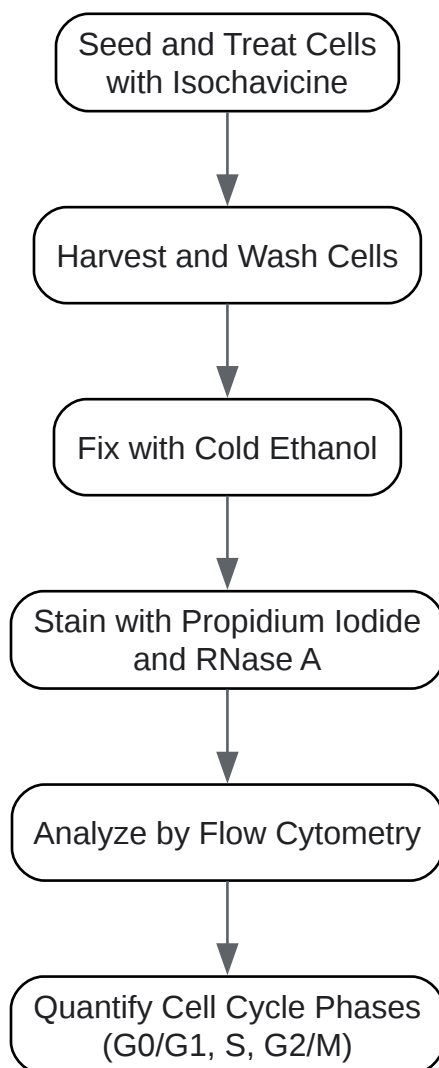 Seed and Treat Cells
with Isochavicine
Harvest and Wash Cells
Fix with Cold Ethanol
Stain with Propidium Iodide
and RNase A
Analyze by Flow Cytometry
Quantify Cell Cycle Phases
(G0/G1, S, G2/M)